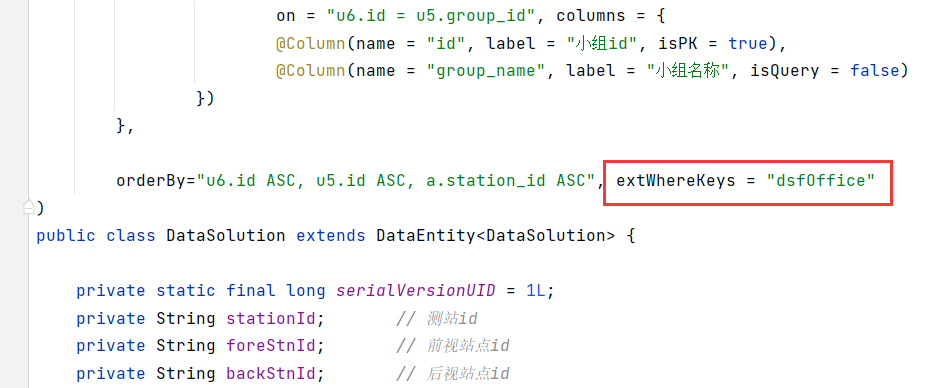 on = "u6.id = u5.group_id", columns = {
@Column(name = "id", label = "小组id", isPK = true),
@Column(name = "group_name", label = "小组名称", isQuery = false)
})
},
orderBy="u6.id ASC, u5.id ASC, a.station_id ASC", extWhereKeys = "dsfOffice"
)
public class DataSolution extends DataEntity<DataSolution> {
private static final long serialVersionUID = 1L;
private String stationId; // 测站id
private String foreStnId; // 前视站点id
private String backStnId; // 后视站点id